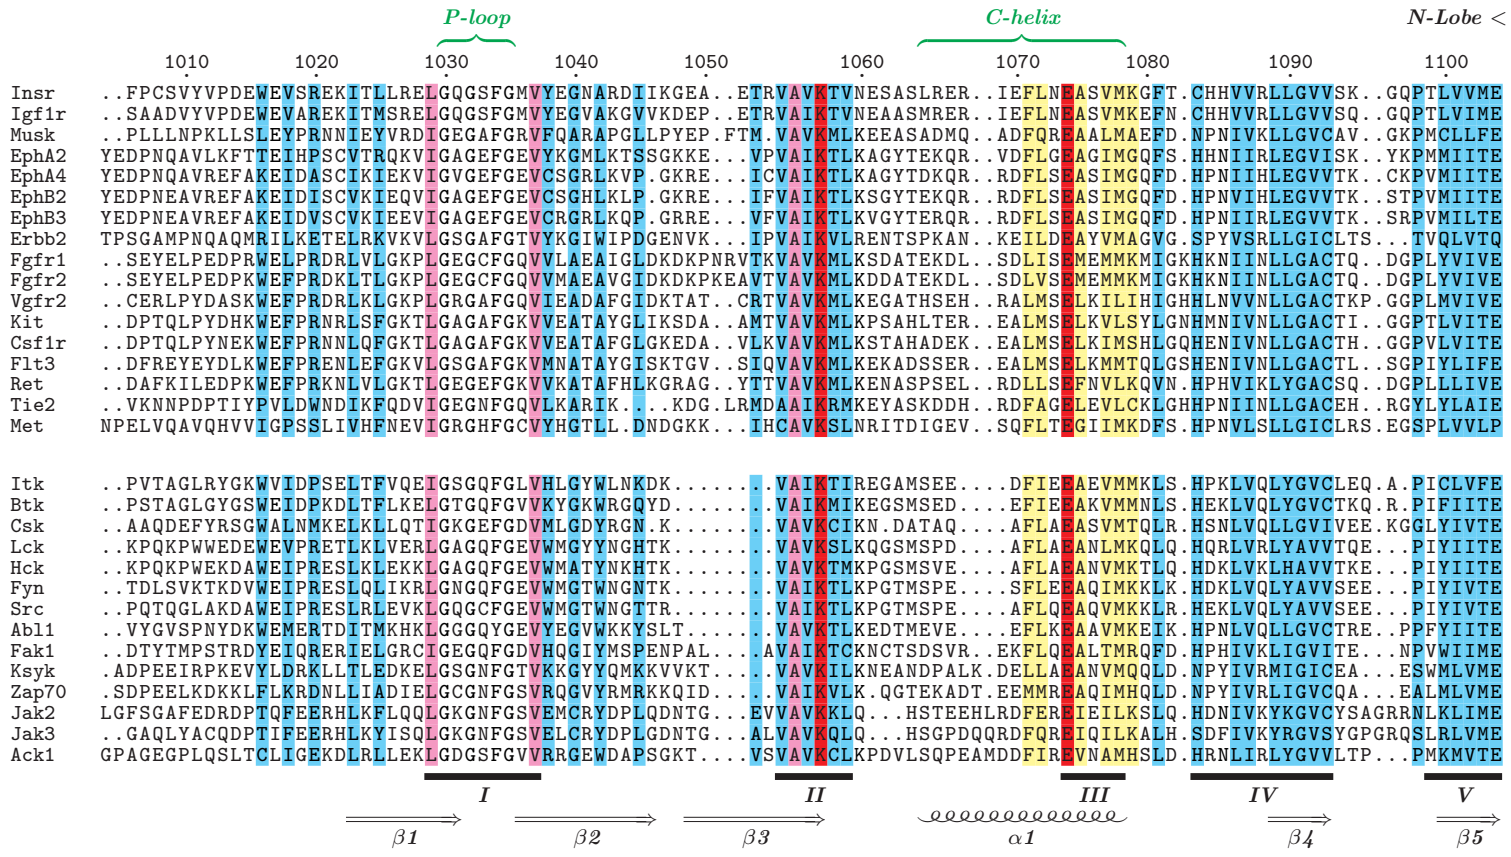 P-loop C-helix N-Lobe <
1010 1020 1030 1040 1050 1060 1070 1080 1090 1100
Insr ..FPCSVYVPDEWEVSREKITLLRELGQGSFGMVYEGNARDIIKGEA..ETRVAVKTVNESASLRER..IEFLNEASVMKGFT.CHHVVRLLGVVSK..GQPTLVVME
Igf1r ..SAADVYVPDEWEVAREKITMSRELGQGSFGMVYEGVAKGVVKDEP..ETRVAIKTVNEAASMRER..IEFLNEASVMKEFN.CHHVVRLLGVVSQ..GQPTLVIME
Musk ..PLLLNPKLLSLEYPRNNIEYVRDIGEGAFGRVFQARAPGLLPYEP.FTM.VAVKMLKEEASADMQ..ADFQREAALMAEFD.NPNIVKLLGVCAV..GKPMCLLFE
EphA2 YEDPNQAVLKFTTEIHPSCVTRQKVIGAGEFGEVYKGMLKTSSGKKE...VPVAIKTLKAGYTEKQR..VDFLGEAGIMGQFS.HHNIIRLEGVISK..YKPMMIITE
EphA4 YEDPNQAVREFAKEIDASCIKIEKVIGVGEFGEVCSGRLKVP.GKRE...ICVAIKTLKAGYTDKQR..RDFLSEASIMGQFD.HPNIIHLEGVVTK..CKPVMIITE
EphB2 YEDPNEAVREFAKEIDISCVKIEQVIGAGEFGEVCSGHLKLP.GKRE...IFVAIKTLKSGYTEKQR..RDFLSEASIMGQFD.HPNVIHLEGVVTK..STPVMIITE
EphB3 YEDPNEAVREFAKEIDVSCVKIEEVIGAGEFGEVCRGRLKQP.GRRE...VFVAIKTLKVGYTERQR..RDFLSEASIMGQFD.HPNIIRLEGVVTK..SRPVMILTE
Erbb2 TPSGAMPNQAQMRILKETELRKVKVLGSGAFGTVYKGIWIPDGENVK...IPVAIKVLRENTSPKAN..KEILDEAYVMAGVG.SPYVSRLLGICLTS...TVQLVTQ
Fgfr1 ..SEYELPEDPRWELPRDRLVLGKPLGEGCFGQVVLAEAIGLDKDKPNRVTKVAVKMLKSDATEKDL..SDLISEMEMMKMIGKHKNIINLLGACTQ..DGPLYVIVE
Fgfr2 ..SEYELPEDPKWEFPRDKLTLGKPLGEGCFGQVVMAEAVGIDKDKPKEAVTVAVKMLKDDATEKDL..SDLVSEMEMMKMIGKHKNIINLLGACTQ..DGPLYVIVE
Vgfr2 ..CERLPYDASKWEFPRDRLKLGKPLGRGAFGQVIEADAFGIDKTAT..CRTVAVKMLKEGATHSEH..RALMSELKILIHIGHHLNVVNLLGACTKP.GGPLMVIVE
Kit ..DPTQLPYDHKWEFPRNRLSFGKTLGAGAFGKVVEATAYGLIKSDA..AMTVAVKMLKPSAHLTER..EALMSELKVLSYLGNHMNIVNLLGACTI..GGPTLVITE
Csf1r ..DPTQLPYNEKWEFPRNNLQFGKTLGAGAFGKVVEATAFGLGKEDA..VLKVAVKMLKSTAHADEK..EALMSELKIMSHLGQHENIVNLLGACTH..GGPVLVITE
Flt3 ..DFREYEYDLKWEFPRENLEFGKVLGSGAFGKVMNATAYGISKTGV..SIQVAVKMLKEKADSSER..EALMSELKMMTQLGSHENIVNLLGACTL..SGPIYLIFE
Ret ..DAFKILEDPKWEFPRKNLVLGKTLGEGEFGKVVKATAFHLKGRAG..YTTVAVKMLKENASPSEL..RDLLSEFNVLKQVN.HPHVIKLYGACSQ..DGPLLLIVE
Tie2 ..VKNNPDPTIYPVLDWNDIKFQDVIGEGNFGQVLKARIK....KDG.LRMDAAIKRMKEYASKDDH..RDFAGELEVLCKLGHHPNIINLLGACEH..RGYLYLAIE
Met NPELVQAVQHVVIGPSSLIVHFNEVIGRGHFGCVYHGTLL.DNDGKK...IHCAVKSLNRITDIGEV..SQFLTEGIIMKDFS.HPNVLSLLGICLRS.EGSPLVVLP
Itk ..PVTAGLRYGKWVIDPSELTFVQEIGSGQFGLVHLGYWLNKDK........VAIKTIREGAMSEE....DFIEEAEVMMKLS.HPKLVQLYGVCLEQ.A.PICLVFE
Btk ..PSTAGLGYGSWEIDPKDLTFLKELGTGQFGVVKYGKWRGQYD........VAIKMIKEGSMSED....EFIEEAKVMMNLS.HEKLVQLYGVCTKQ.R.PIFIITE
Csk ..AAQDEFYRSGWALNMKELKLLQTIGKGEFGDVMLGDYRGN.K........VAVKCIKN.DATAQ....AFLAEASVMTQLR.HSNLVQLLGVIVEE.KGGLYIVTE
Lck ..KPQKPWWEDEWEVPRETLKLVERLGAGQFGEVWMGYYNGHTK........VAVKSLKQGSMSPD....AFLAEANLMKQLQ.HQRLVRLYAVVTQE...PIYIITE
Hck ..KPQKPWEKDAWEIPRESLKLEKKLGAGQFGEVWMATYNKHTK........VAVKTMKPGSMSVE....AFLAEANVMKTLQ.HDKLVKLHAVVTKE...PIYIITE
Fyn ..TDLSVKTKDVWEIPRESLQLIKRLGNGQFGEVWMGTWNGNTK........VAIKTLKPGTMSPE....SFLEEAQIMKKLK.HDKLVQLYAVVSEE...PIYIVTE
Src ..PQTQGLAKDAWEIPRESLRLEVKLGQGCFGEVWMGTWNGTTR........VAIKTLKPGTMSPE....AFLQEAQVMKKLR.HEKLVQLYAVVSEE...PIYIVTE
Abl1 ..VYGVSPNYDKWEMERTDITMKHKLGGGQYGEVYEGVWKKYSLT.......VAVKTLKEDTMEVE....EFLKEAAVMKEIK.HPNLVQLLGVCTRE..PPFYIITE
Fak1 ..DTYTMPSTRDYEIQRERIELGRCIGEGQFGDVHQGIYMSPENPAL.....AVAIKTCKNCTSDSVR..EKFLQEALTMRQFD.HPHIVKLIGVITE...NPVWIIME
Ksyk .ADPEEIRPKEVYLDRKLLTLEDKELGSGNFGTVKKGYYQMKKVVKT.....VAVKILKNEANDPALK.DELLAEANVMQQLD.NPYIVRMIGICEA...ESWMLVME
Zap70 .SDPEELKDKKLFLKRDNLLIADIELGCGNFGSVRQGVYRMRKKQID.....VAIKVLK.QGTEKADT.EEMMREAQIMHQLD.NPYIVRLIGVCQA...EALMLVME
Jak2 LGFSGAFEDRDPTQFEERHLKFLQQLGKGNFGSVEMCRYDPLQDNTG...EVVAVKKLQ...HSTEEHLRDFEREIEILKSLQ.HDNIVKYKGVCYSAGRRNLKLIME
Jak3 ..GAQLYACQDPTIFEERHLKYISQLGKGNFGSVELCRYDPLGDNTG...ALVAVKQLQ...HSGPDQQRDFQREIQILKALH.SDFIVKYRGVSYGPGRQSLRLVME
Ack1 GPAGEGPLQSLTCLIGEKDLRLLEKLGDGSFGVVRRGEWDAPSGKT....VSVAVKCLKPDVLSQPEAMDDFIREVNAMHSLD.HRNLIRLYGVVLTP...PMKMVTE
I II III IV V
β1 β2 β3 α1 β4 β5